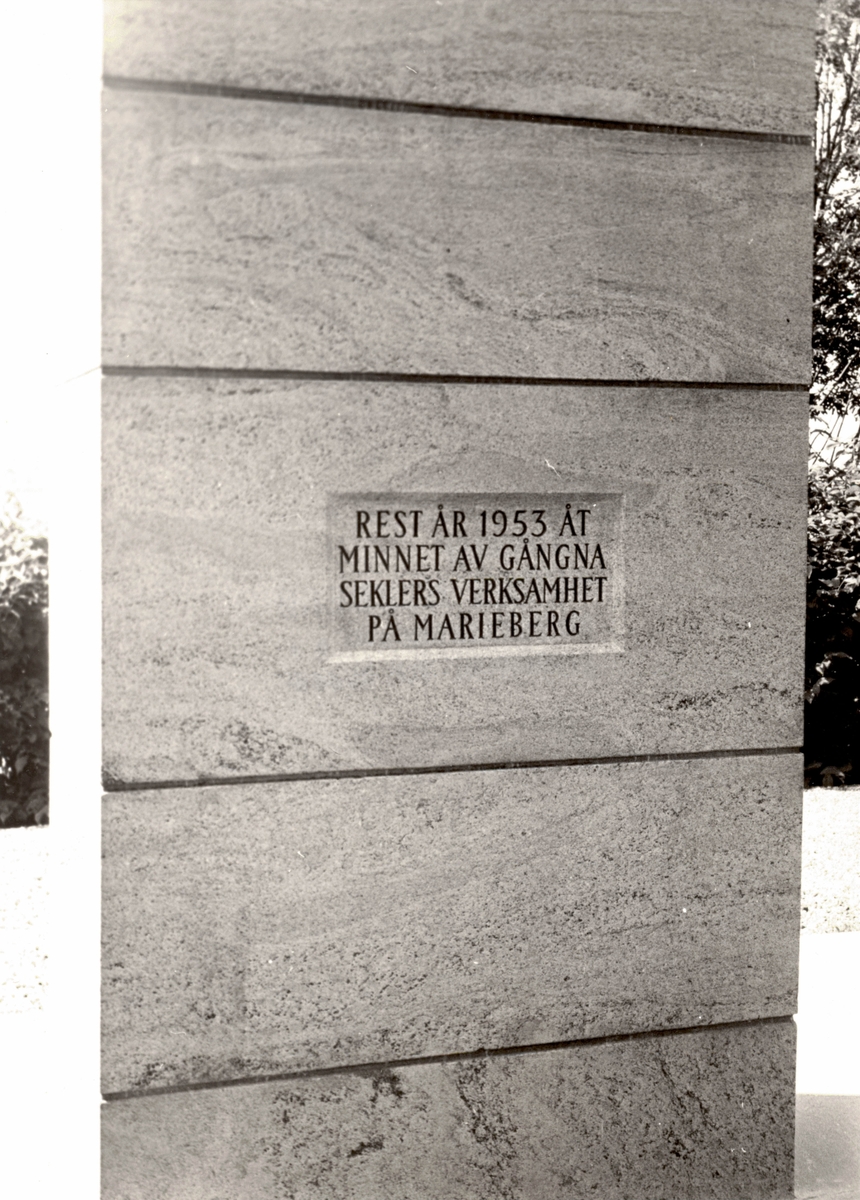 REST ÅR 1953 ÅT
MINNET AV GÅNGNA
SEKLERS VERKSAMHET
PÅ MARIEBERG